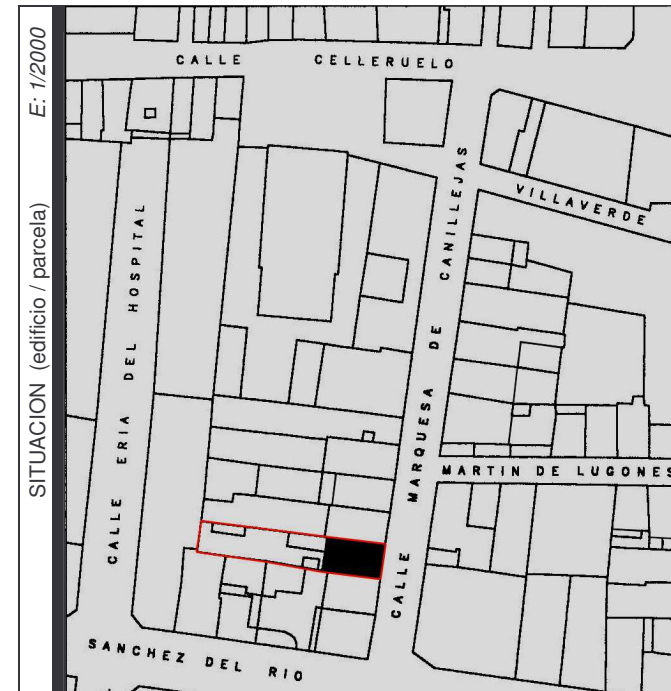 SITUACION (edificio / parcela) E: 1/2000
CALLE CELLERUELO
VILLAVERDE
CALLE MARQUESA DE CANILLEJAS
CALLE ERIA DEL HOSPITAL
MARTIN DE LUGONES
SANCHEZ DEL RIO